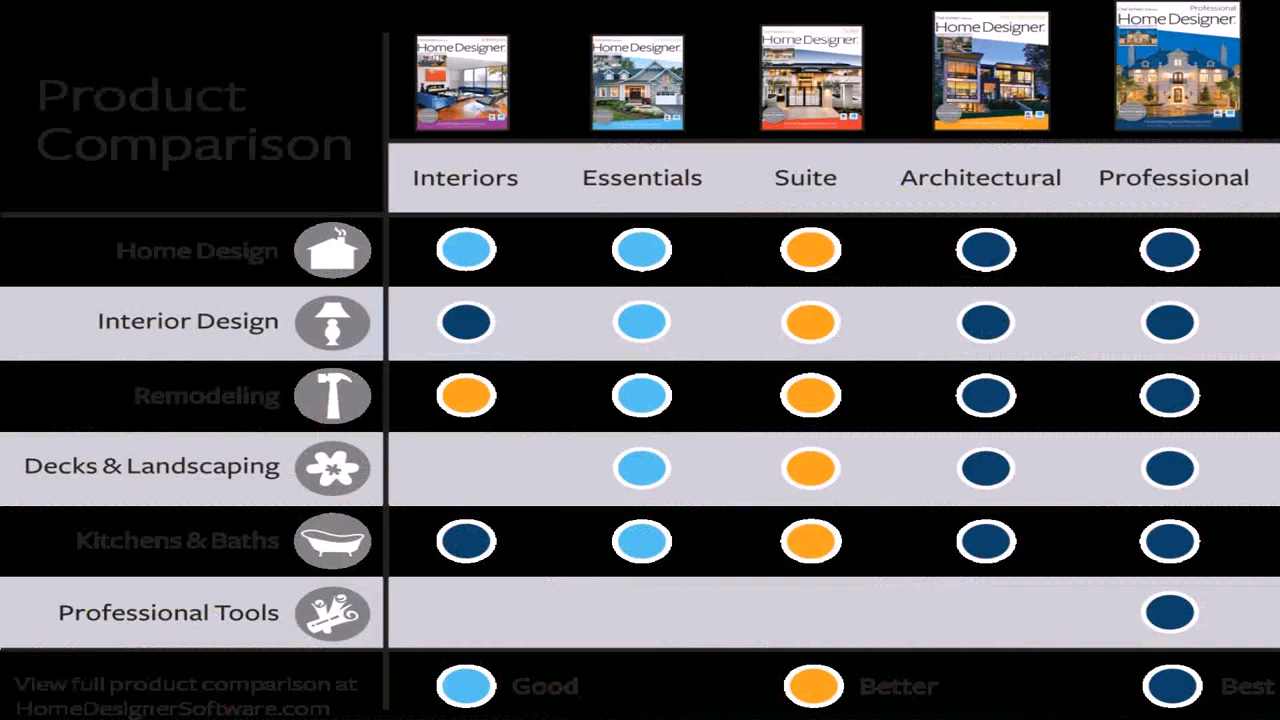 Product
Comparison
Home Designer
Home Designer
Home Designer
Home Designer
Professional
Home Designer
Interiors
Essentials
Suite
Architectural
Professional
Home Design
Interior Design
Remodeling
Decks & Landscaping
Kitchens & Baths
Professional Tools
View full product comparison at
HomeDesignerSoftware.com
Good
Better
Best